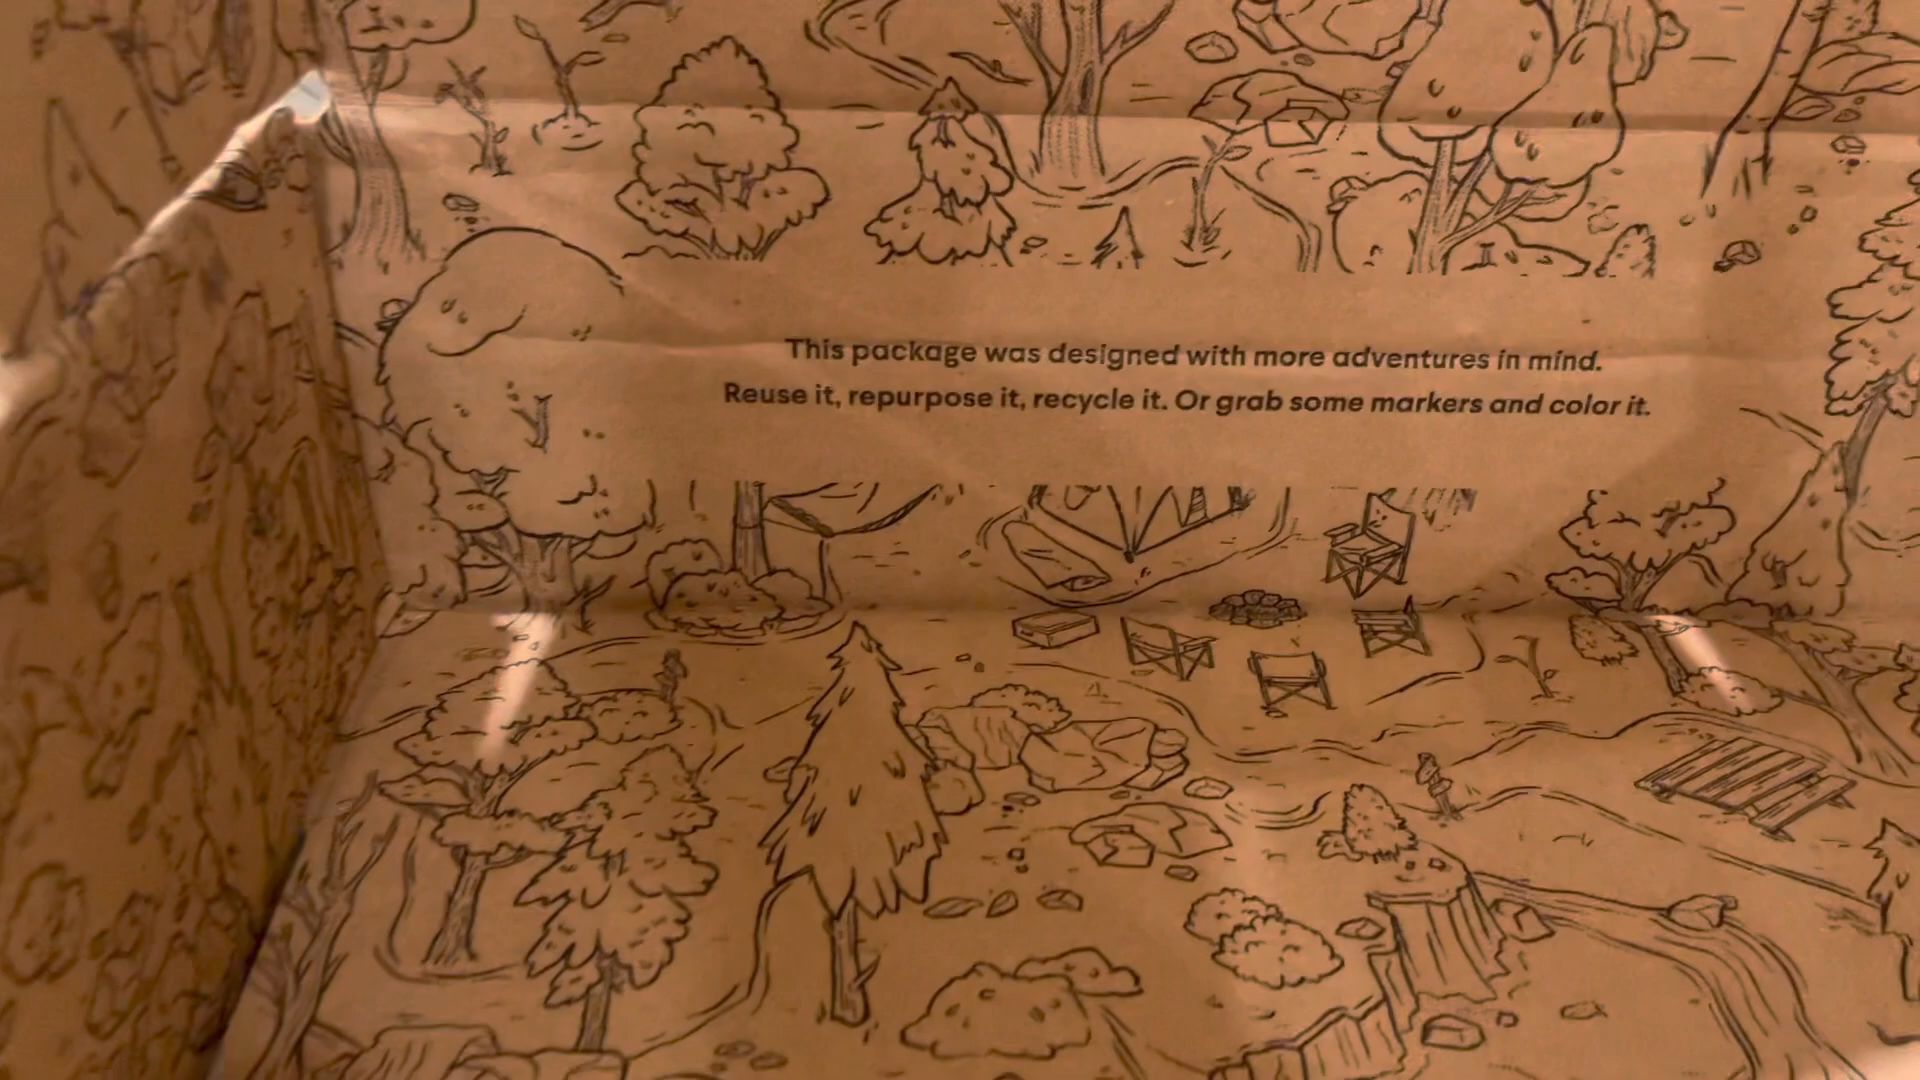 This package was designed with more adventures in mind.
Reuse it, repurpose it, recycle it. Or grab some markers and color it.